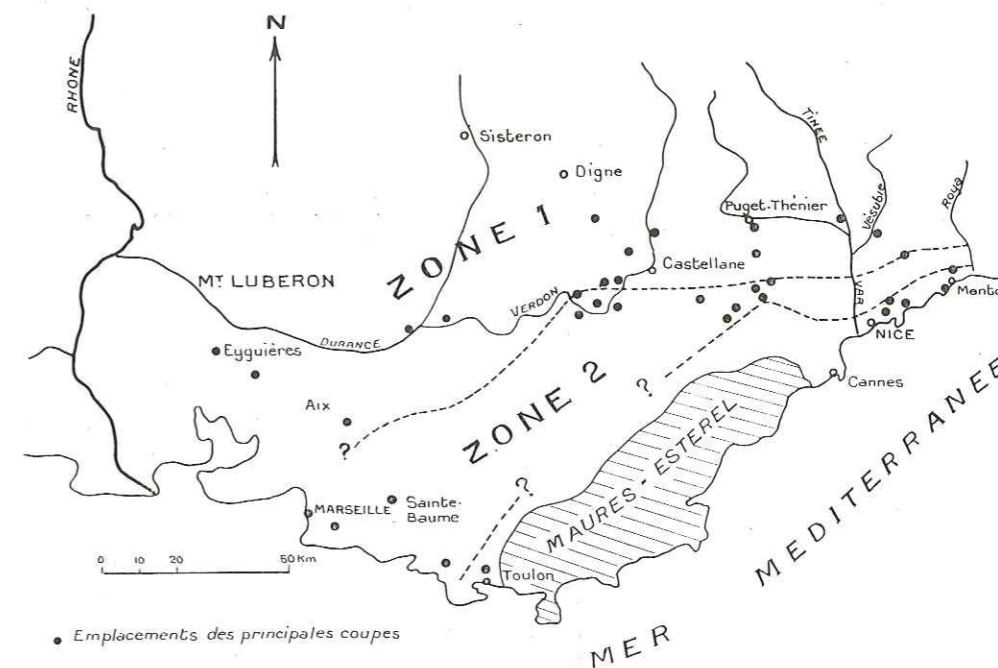 N
RHONE
TINEE
Sisteron
Digne
Puget-Thénier
Vésubie
Roya
ZONE 1
MT LUBERON
Castellane
VERDON
VAR
DURANCE
Eyguières
NICE
?
Cannes
Aix
ZONE 2
?
MAURES - ESTEREL
?
MARSEILLE
Sainte-
Baume
Toulon
0 10 20 50 Km
MER MEDITERRANEE
Emplacements des principales coupes